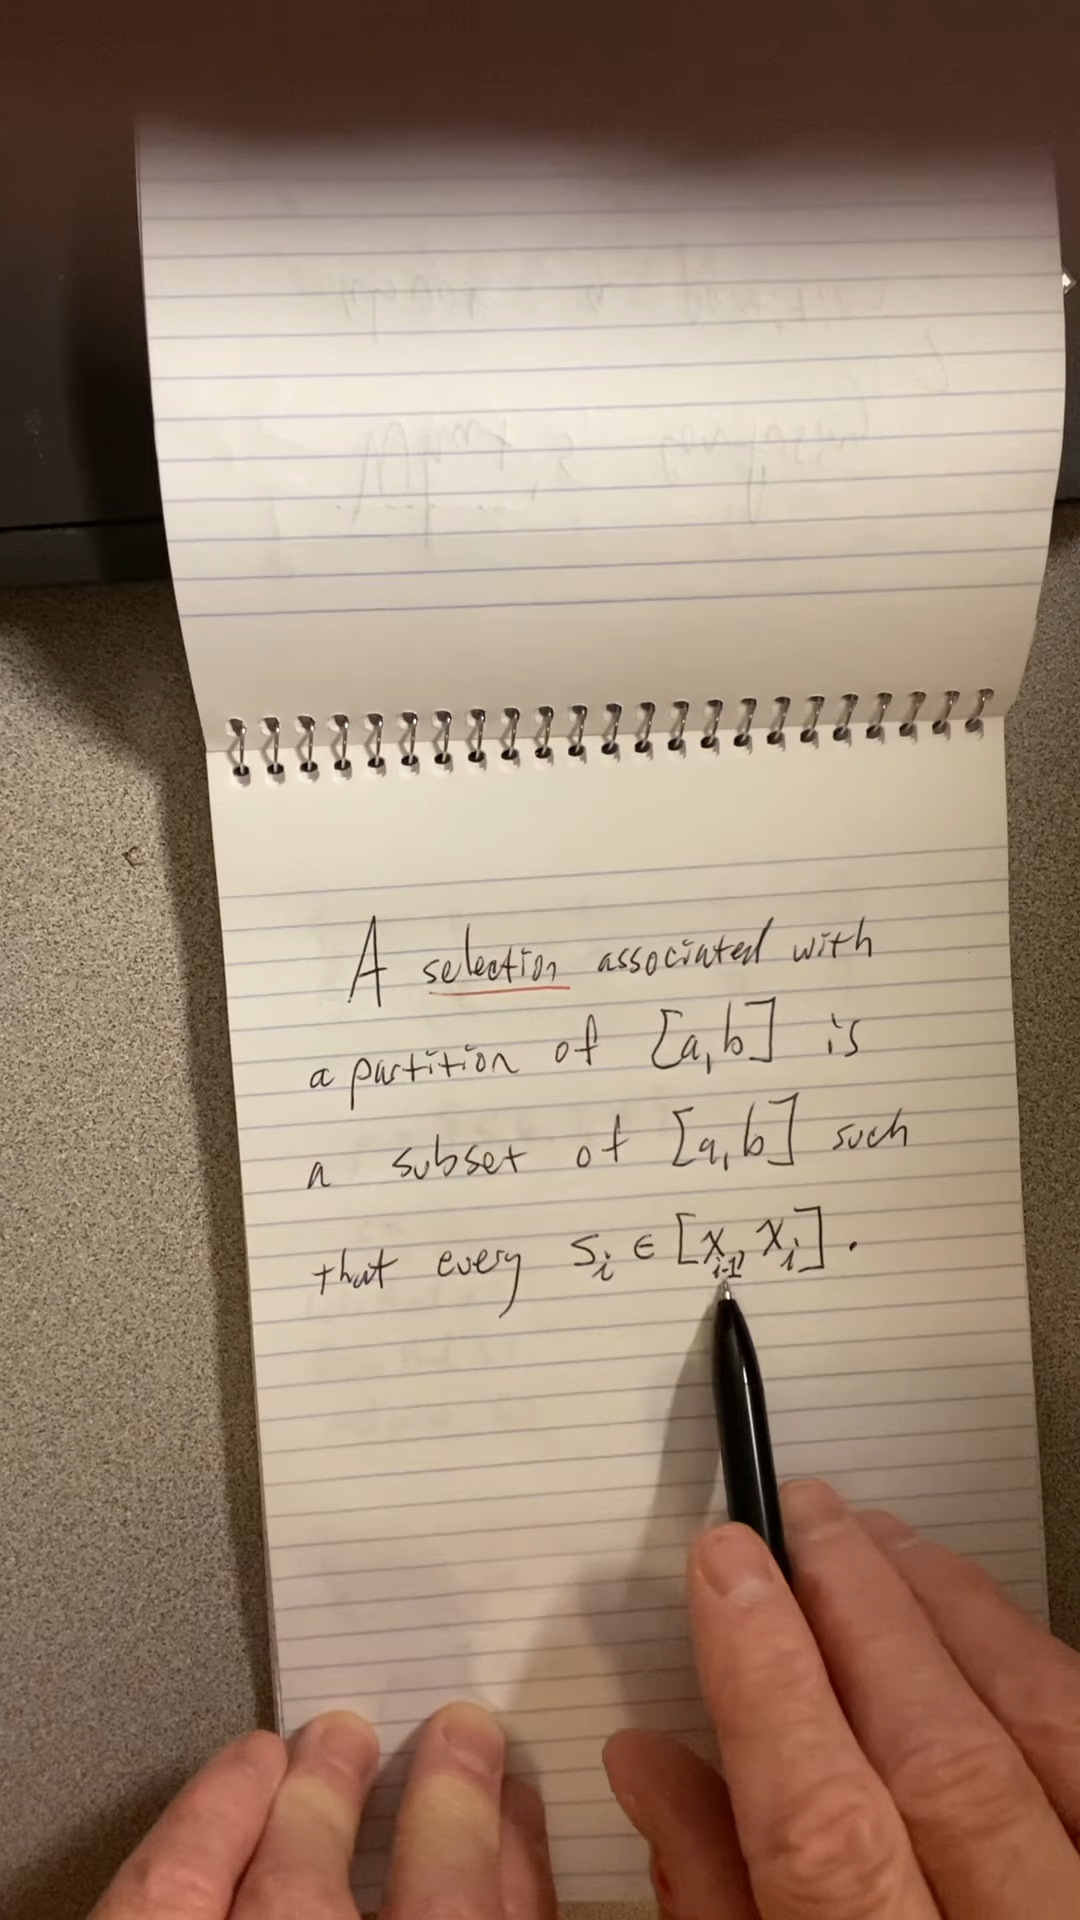 A selection associated with
a partition of [a,b] is
a subset of [a,b] such
that every sᵢ ∈ [xᵢ₋₁, xᵢ].